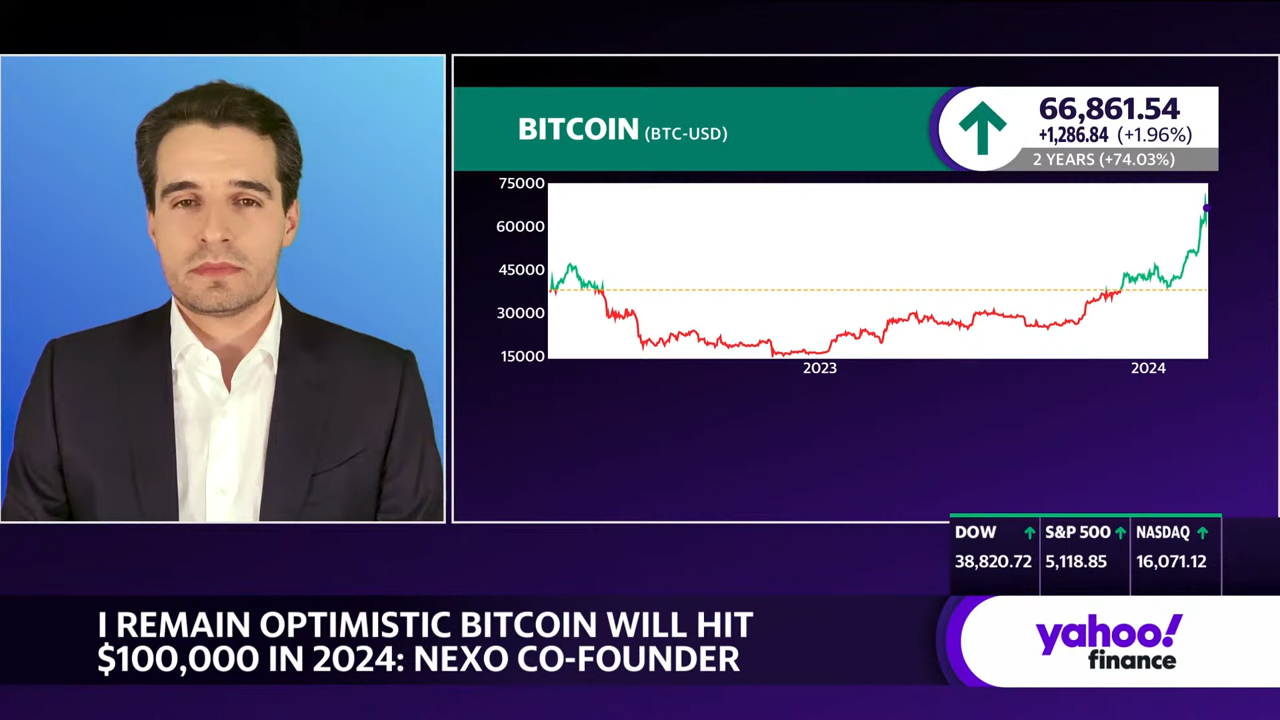 BITCOIN (BTC-USD)
66,861.54
+1,286.84 (+1.96%)
2 YEARS (+74.03%)
75000
60000
45000
30000
15000
2023
2024
DOW
38,820.72
S&P 500
5,118.85
NASDAQ
16,071.12
I REMAIN OPTIMISTIC BITCOIN WILL HIT
$100,000 IN 2024: NEXO CO-FOUNDER
yahoo!
finance